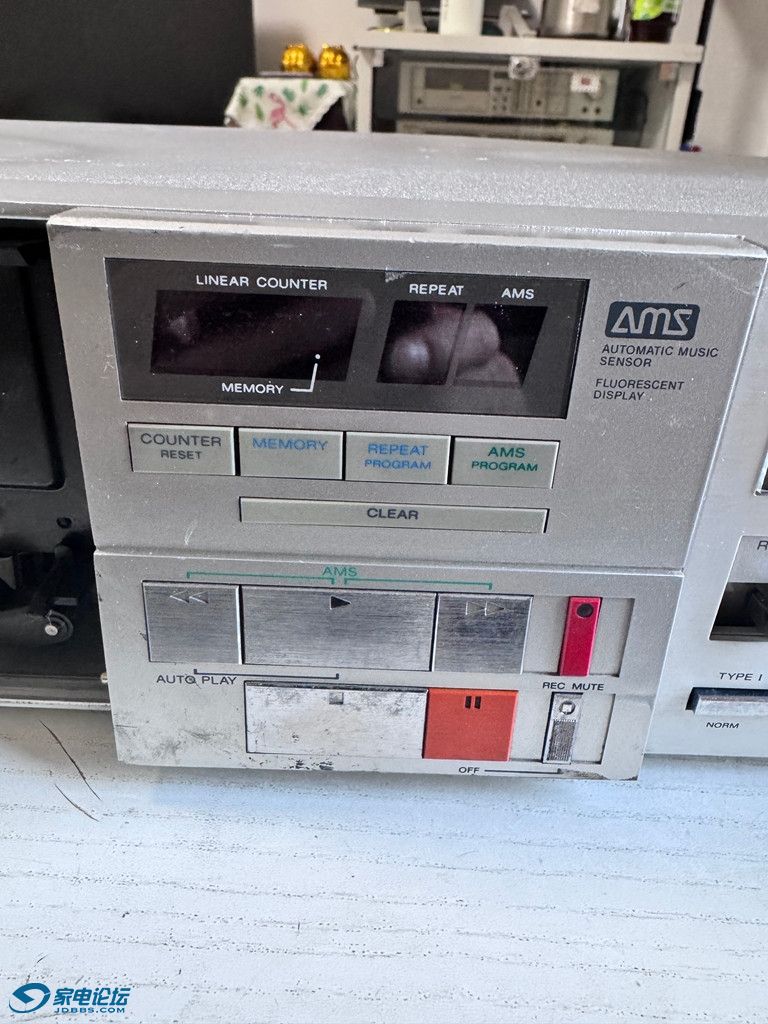 LINEAR COUNTER
REPEAT
AMS
MEMORY
AMS
AUTOMATIC MUSIC
SENSOR
FLUORESCENT
DISPLAY
COUNTER
RESET
MEMORY
REPEAT
PROGRAM
AMS
PROGRAM
CLEAR
AMS
AUTO PLAY
REC MUTE
OFF
R
TYPE I
NORM
家电论坛
JDBBS.COM